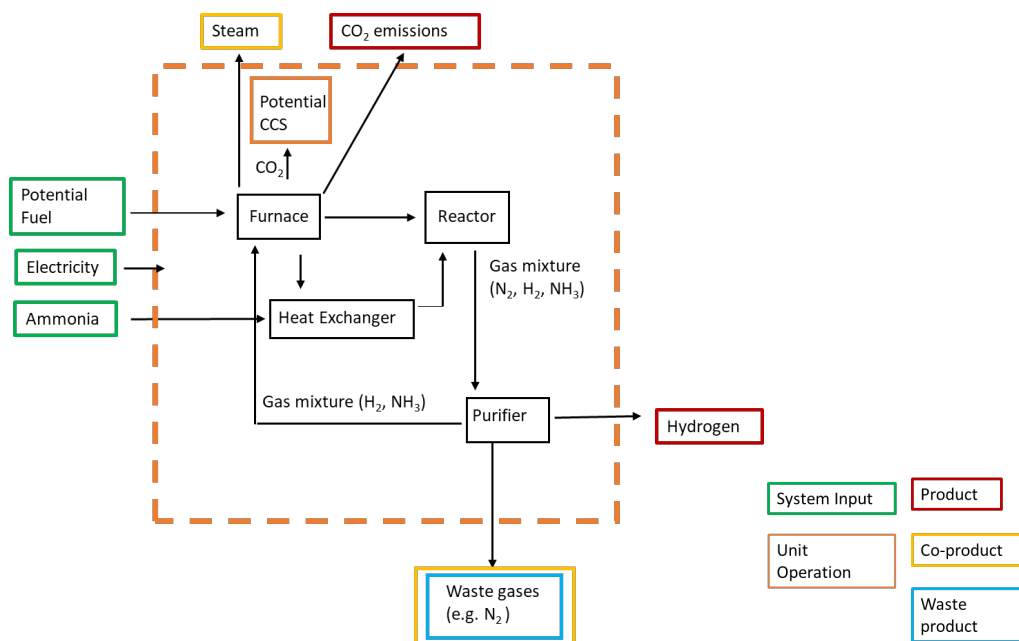 Steam
CO₂ emissions
Potential
CCS
CO₂
Potential
Fuel
Furnace
Reactor
Electricity
Gas mixture
(N₂, H₂, NH₃)
Ammonia
Heat Exchanger
Gas mixture (H₂, NH₃)
Purifier
Hydrogen
System Input
Product
Unit
Operation
Co-product
Waste gases
(e.g. N₂ )
Waste
product